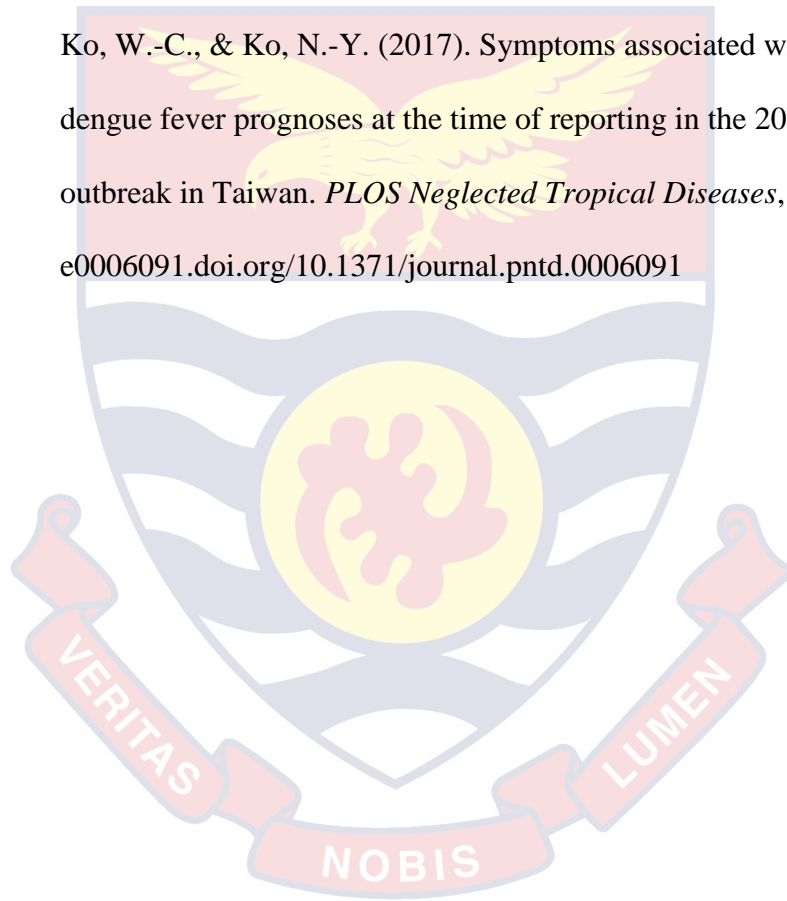 Ko, W.-C., & Ko, N.-Y. (2017). Symptoms associated w
dengue fever prognoses at the time of reporting in the 20
outbreak in Taiwan. PLOS Neglected Tropical Diseases,
e0006091.doi.org/10.1371/journal.pntd.0006091
VERITAS
NOBIS
LUMEN